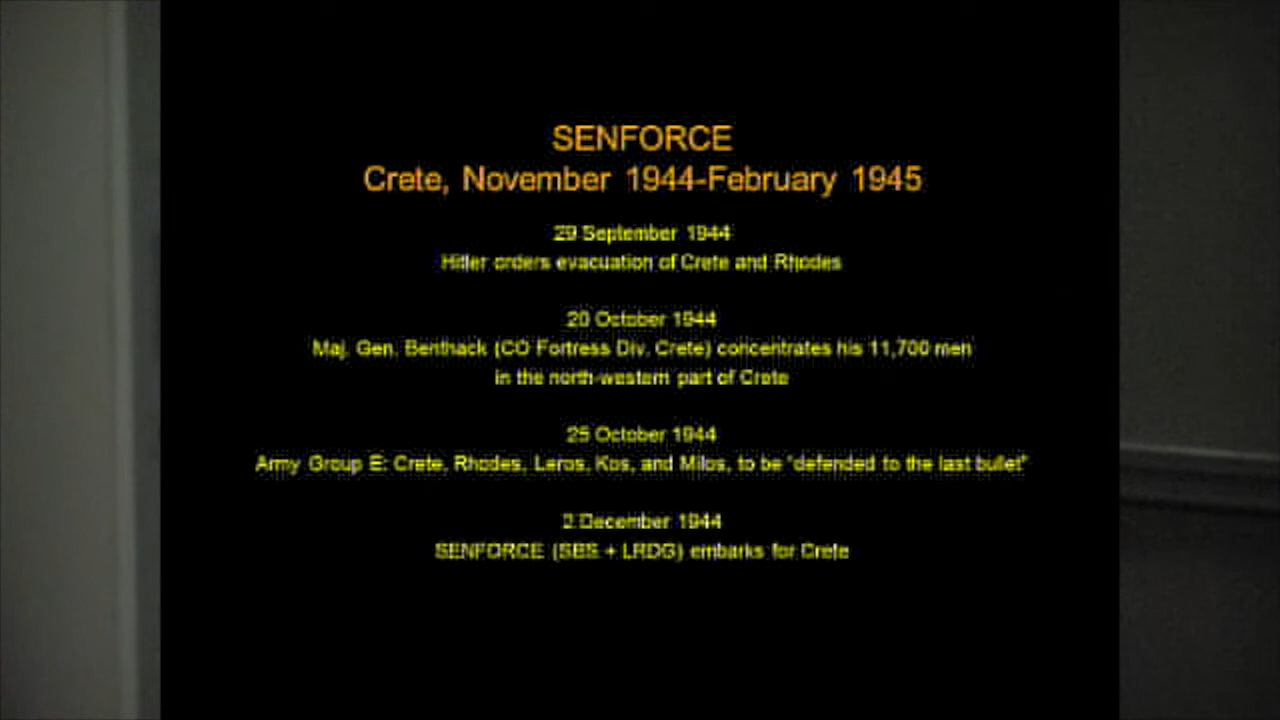 SENFORCE
Crete, November 1944-February 1945
29 September 1944
Hitler orders evacuation of Crete and Rhodes
20 October 1944
Maj. Gen. Benthack (CO Fortress Div. Crete) concentrates his 11,700 men
in the north-western part of Crete
25 October 1944
Army Group E: Crete, Rhodes, Leros, Kos, and Milos, to be "defended to the last bullet"
2 December 1944
SENFORCE (SBS + LRDG) embarks for Crete